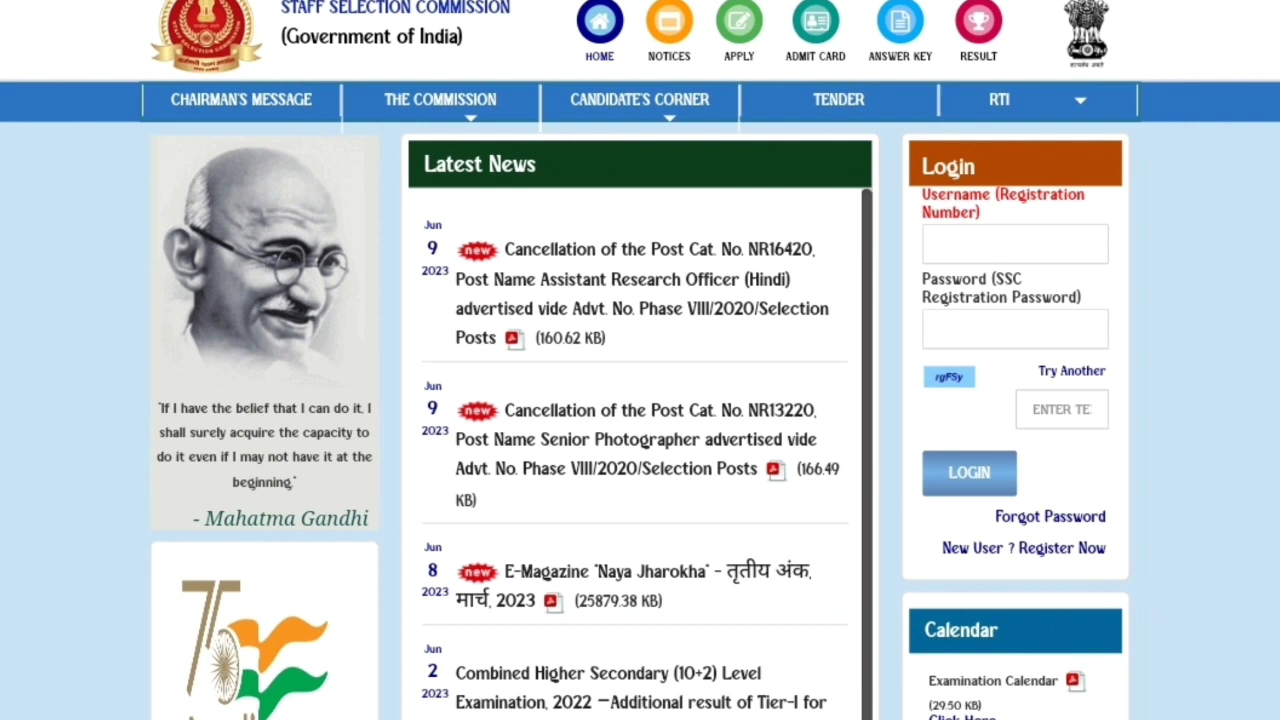 STAFF SELECTION COMMISSION
(Government of India)
HOME
NOTICES
APPLY
ADMIT CARD
ANSWER KEY
RESULT
CHAIRMAN'S MESSAGE
THE COMMISSION
CANDIDATE'S CORNER
TENDER
RTI
"If I have the belief that I can do it, I
shall surely acquire the capacity to
do it even if I may not have it at the
beginning."
- Mahatma Gandhi
75
Latest News
Jun
9
2023
new Cancellation of the Post Cat. No. NR16420,
Post Name Assistant Research Officer (Hindi)
advertised vide Advt. No. Phase VIII/2020/Selection
Posts (160.62 KB)
Jun
9
2023
new Cancellation of the Post Cat. No. NR13220,
Post Name Senior Photographer advertised vide
Advt. No. Phase VIII/2020/Selection Posts (166.49
KB)
Jun
8
2023
new E-Magazine "Naya Jharokha" - तृतीय अंक,
मार्च, 2023 (25879.38 KB)
Jun
2
2023
Combined Higher Secondary (10+2) Level
Examination, 2022 –Additional result of Tier-I for
Login
Username (Registration
Number)
Password (SSC
Registration Password)
rgFSy
Try Another
ENTER TE
LOGIN
Forgot Password
New User ? Register Now
Calendar
Examination Calendar
(29.50 KB)
Click Here